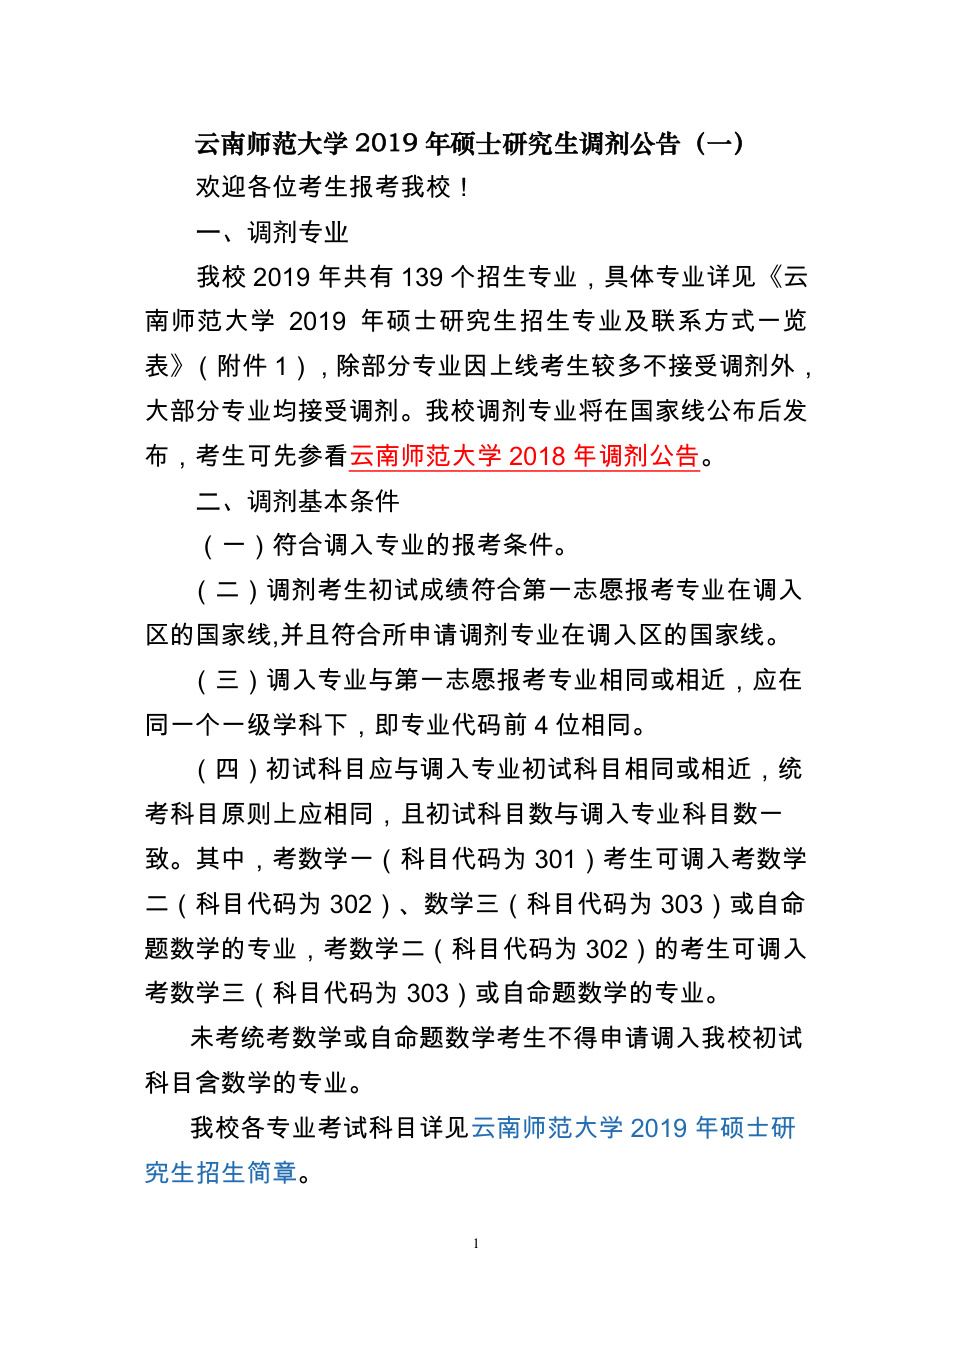 云南师范大学 2019 年硕士研究生调剂公告（一）
欢迎各位考生报考我校！
一、调剂专业
我校 2019 年共有 139 个招生专业，具体专业详见《云
南师范大学 2019 年硕士研究生招生专业及联系方式一览
表》（附件 1），除部分专业因上线考生较多不接受调剂外，
大部分专业均接受调剂。我校调剂专业将在国家线公布后发
布，考生可先参看云南师范大学 2018 年调剂公告。
二、调剂基本条件
（一）符合调入专业的报考条件。
（二）调剂考生初试成绩符合第一志愿报考专业在调入
区的国家线,并且符合所申请调剂专业在调入区的国家线。
（三）调入专业与第一志愿报考专业相同或相近，应在
同一个一级学科下，即专业代码前 4 位相同。
（四）初试科目应与调入专业初试科目相同或相近，统
考科目原则上应相同，且初试科目数与调入专业科目数一
致。其中，考数学一（科目代码为 301）考生可调入考数学
二（科目代码为 302）、数学三（科目代码为 303）或自命
题数学的专业，考数学二（科目代码为 302）的考生可调入
考数学三（科目代码为 303）或自命题数学的专业。
未考统考数学或自命题数学考生不得申请调入我校初试
科目含数学的专业。
我校各专业考试科目详见云南师范大学 2019 年硕士研
究生招生简章。
1